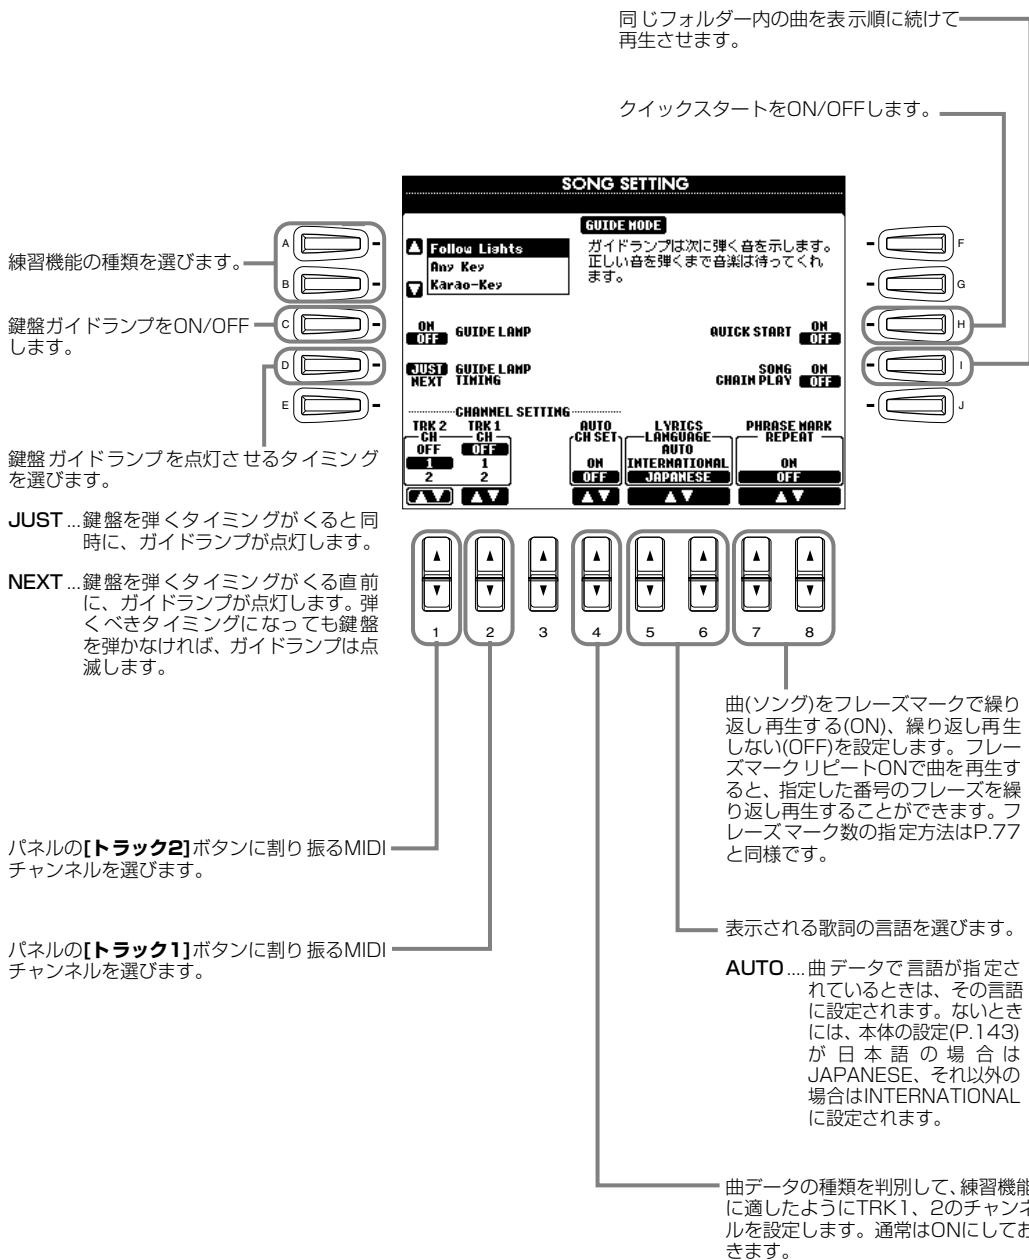 同じフォルダー内の曲を表示順に続けて
再生させます。
クイックスタートをON/OFFします。
SONG SETTING
GUIDE MODE
Follow Lights
Any Key
Karao-Key
ガイドランプは次に弾く音を示します。
正しい音を弾くまで音楽は待ってくれ
ます。
A
B
C
D
E
F
G
H
I
J
練習機能の種類を選びます。
鍵盤ガイドランプをON/OFF
します。
ON
OFF
GUIDE LAMP
QUICK START
ON
OFF
JUST
NEXT
GUIDE LAMP
TIMING
SONG
CHAIN PLAY
ON
OFF
CHANNEL SETTING
TRK 2
CH
OFF
1
2
TRK 1
CH
OFF
1
2
AUTO
CH SET
ON
OFF
LYRICS
LANGUAGE
AUTO
INTERNATIONAL
JAPANESE
PHRASE MARK
REPEAT
ON
OFF
1 2 3 4 5 6 7 8
鍵盤ガイドランプを点灯させるタイミング
を選びます。
JUST...鍵盤を弾くタイミングがくると同
時に、ガイドランプが点灯します。
NEXT...鍵盤を弾くタイミングがくる直前
に、ガイドランプが点灯します。弾
くべきタイミングになっても鍵盤
を弾かなければ、ガイドランプは点
滅します。
曲(ソング)をフレーズマークで繰り
返し再生する(ON)、繰り返し再生
しない(OFF)を設定します。フレー
ズマークリピートONで曲を再生す
ると、指定した番号のフレーズを繰
り返し再生することができます。フ
レーズマーク数の指定方法はP.77
と同様です。
パネルの[トラック2]ボタンに割り振るMIDI
チャンネルを選びます。
パネルの[トラック1]ボタンに割り振るMIDI
チャンネルを選びます。
表示される歌詞の言語を選びます。
AUTO....曲データで言語が指定さ
れているときは、その言語
に設定されます。ないとき
には、本体の設定(P.143)
が日本語の場合は
JAPANESE、それ以外の
場合はINTERNATIONAL
に設定されます。
曲データの種類を判別して、練習機能
に適したようにTRK1、2のチャンネ
ルを設定します。通常はONにしてお
きます。